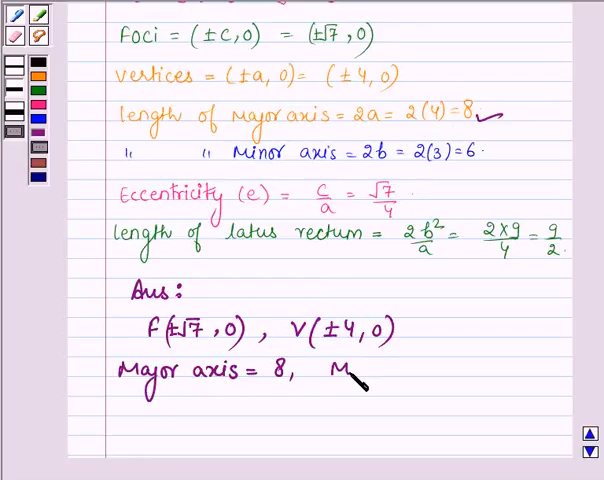 Foci = (±c, 0) = (±√7, 0)
Vertices = (±a, 0) = (±4, 0)
Length of Major axis = 2a = 2(4) = 8.
" " Minor axis = 2b = 2(3) = 6.
Eccentricity (e) = c/a = √7/4.
length of latus rectum = 2b²/a = 2×9/4 = 9/2.
Ans:
F(±√7, 0), V(±4, 0)
Major axis = 8, M